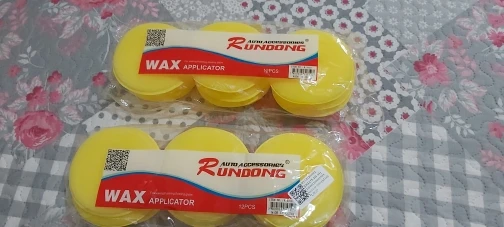 AUTO ACCESSORIES
RUNDONG®
WAX APPLICATOR
12PCS
AUTO ACCESSORIES
RUNDONG®
WAX APPLICATOR
12PCS